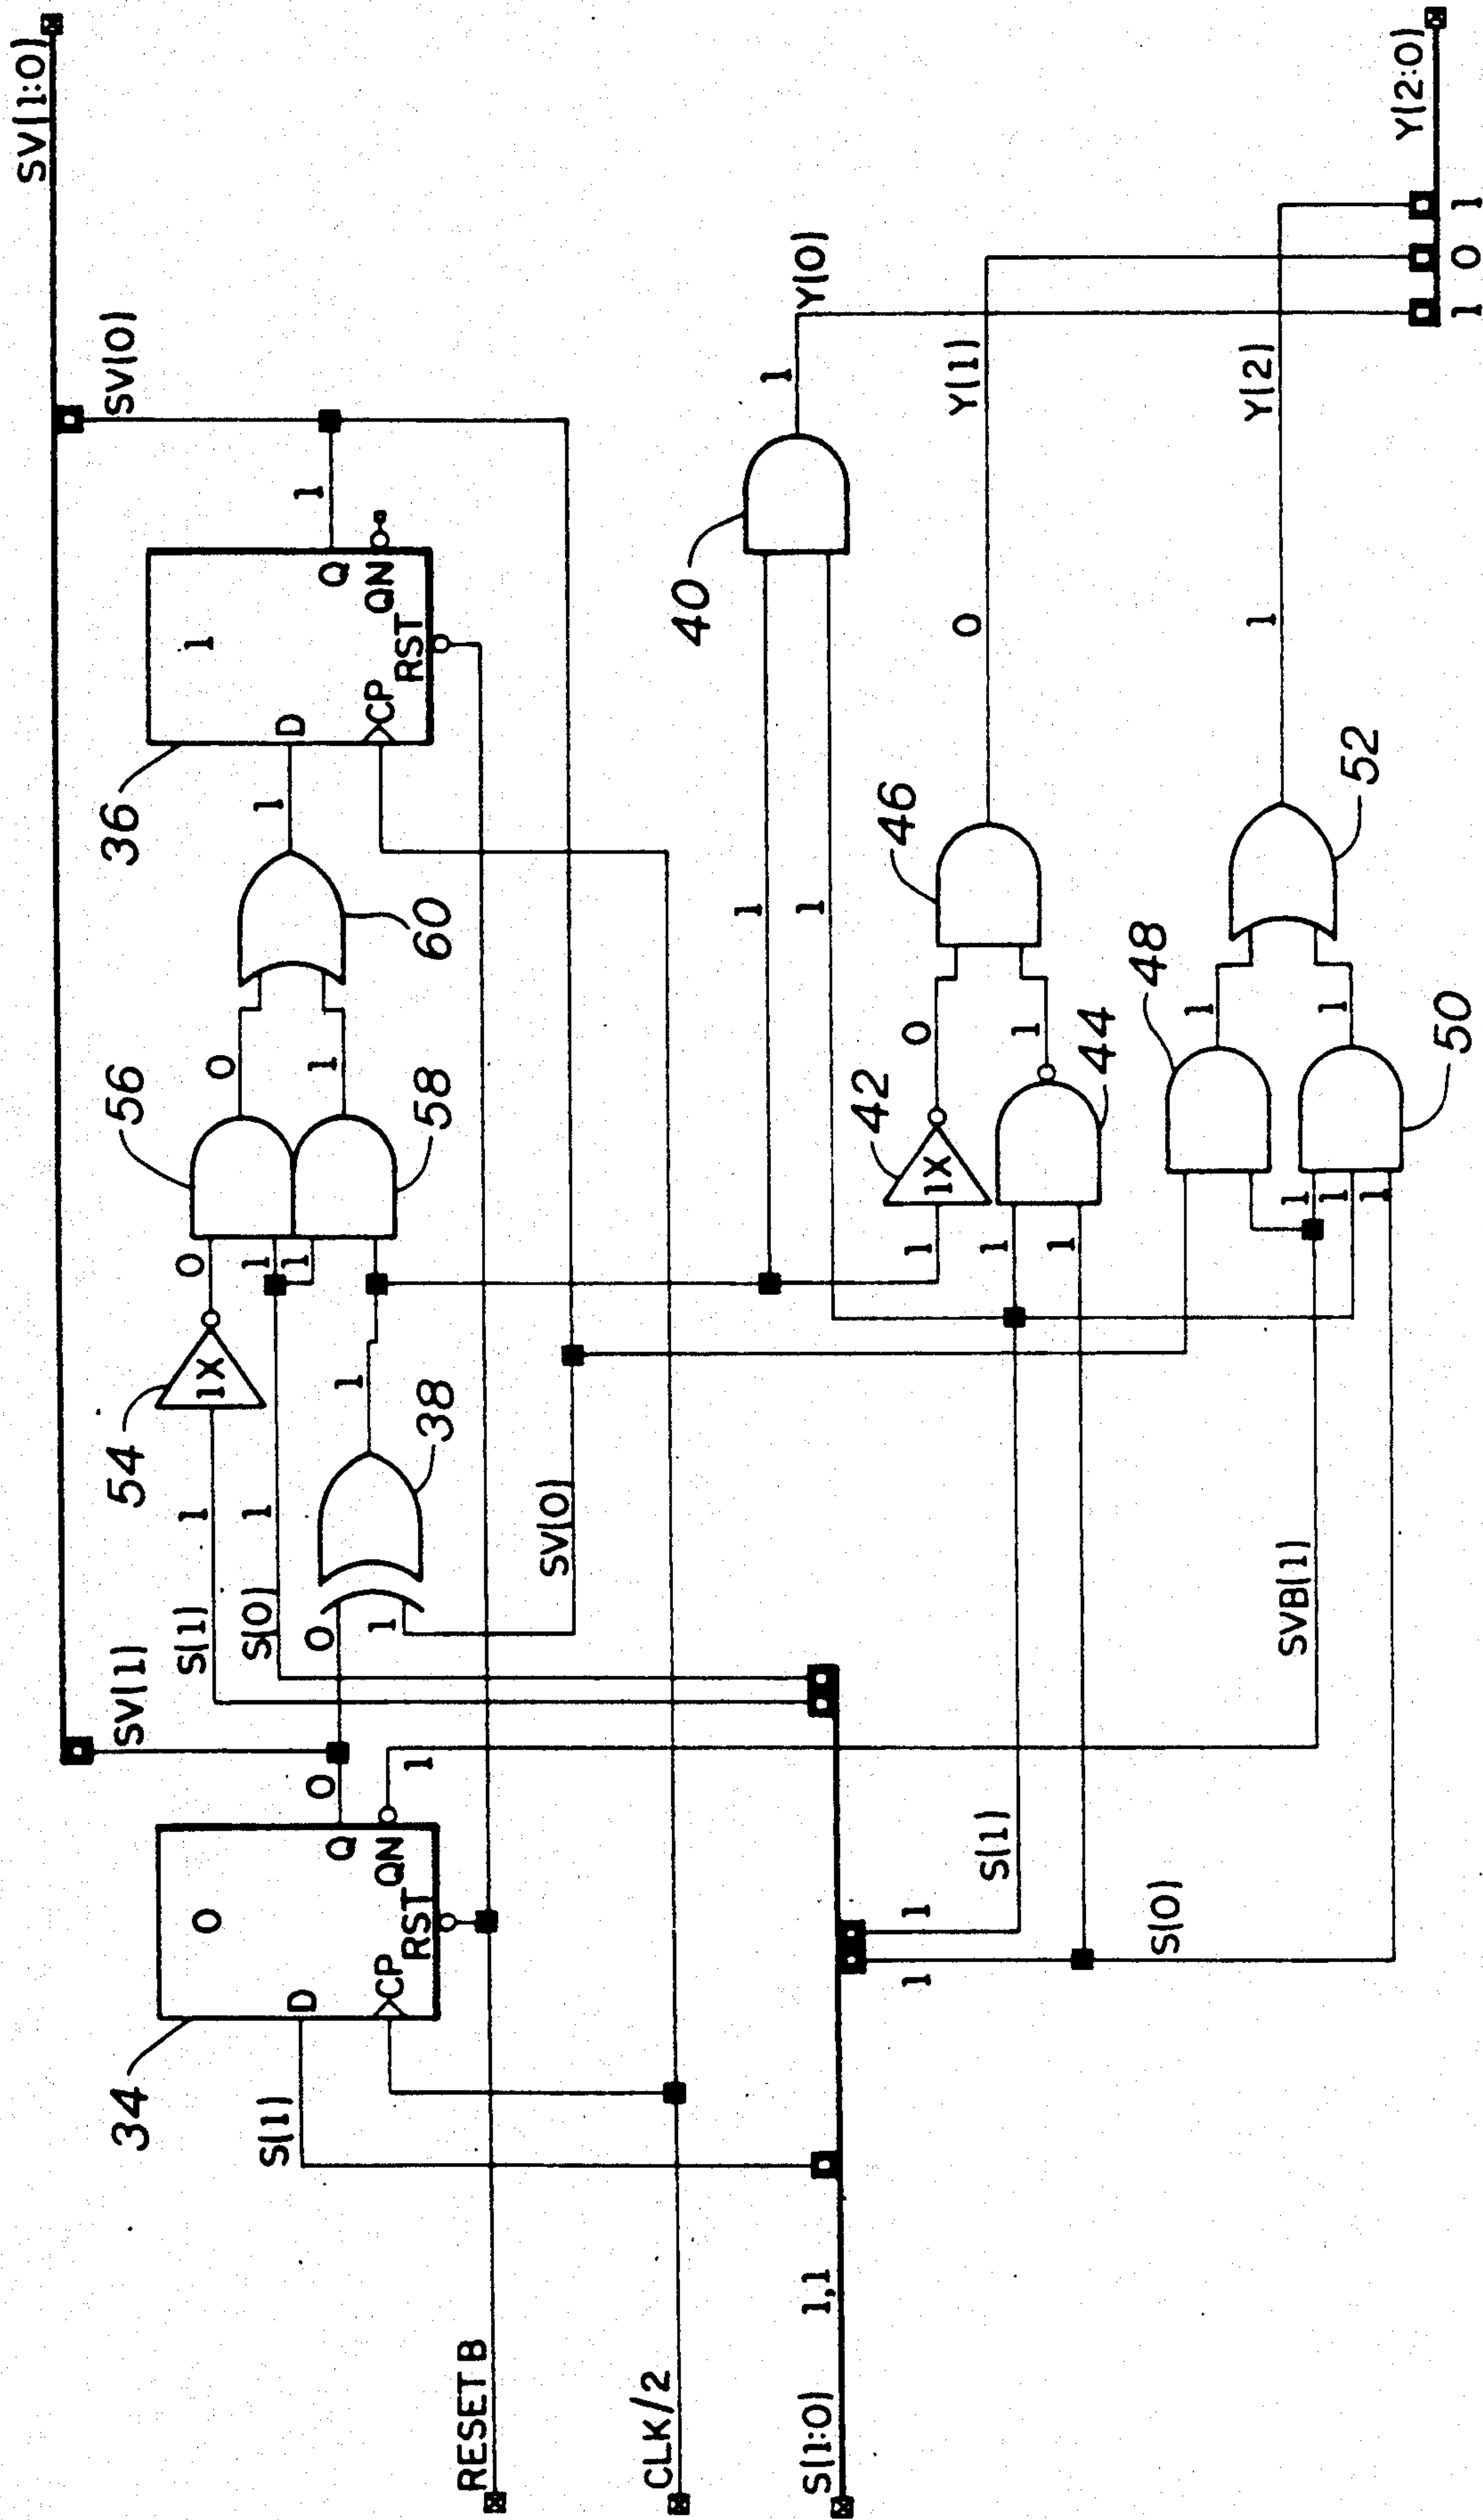 SV(1:0)
SV(1)
SV(0)
34
0
D
CP
RST
Q
QN
0
1
S(1)
S(1)
1
S(0)
1
54
1X
0
1
1
56
58
0
1
60
1
36
1
D
CP
RST
Q
QN
1
38
0
1
1
SV(0)
RESET B
CLK/2
S(1:0)
1,1
1
1
S(1)
S(0)
SVB(1)
1
1
40
1
Y(0)
42
1X
1
0
44
1
1
1
46
0
Y(1)
48
1
50
1
1
1
1
52
1
Y(2)
Y(2:0)
1 0 1